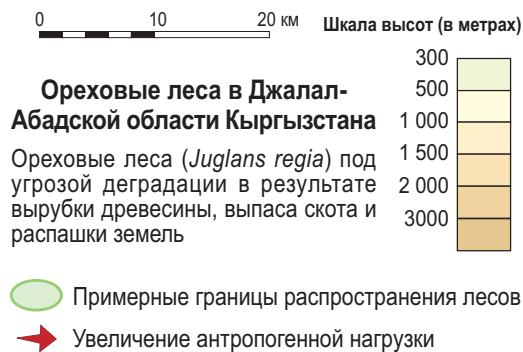 0 10 20 км
Шкала высот (в метрах)
300
500
1 000
1 500
2 000
3000
Ореховые леса в Джалал-
Абадской области Кыргызстана
Ореховые леса (Juglans regia) под
угрозой деградации в результате
вырубки древесины, выпаса скота и
распашки земель
Примерные границы распространения лесов
Увеличение антропогенной нагрузки